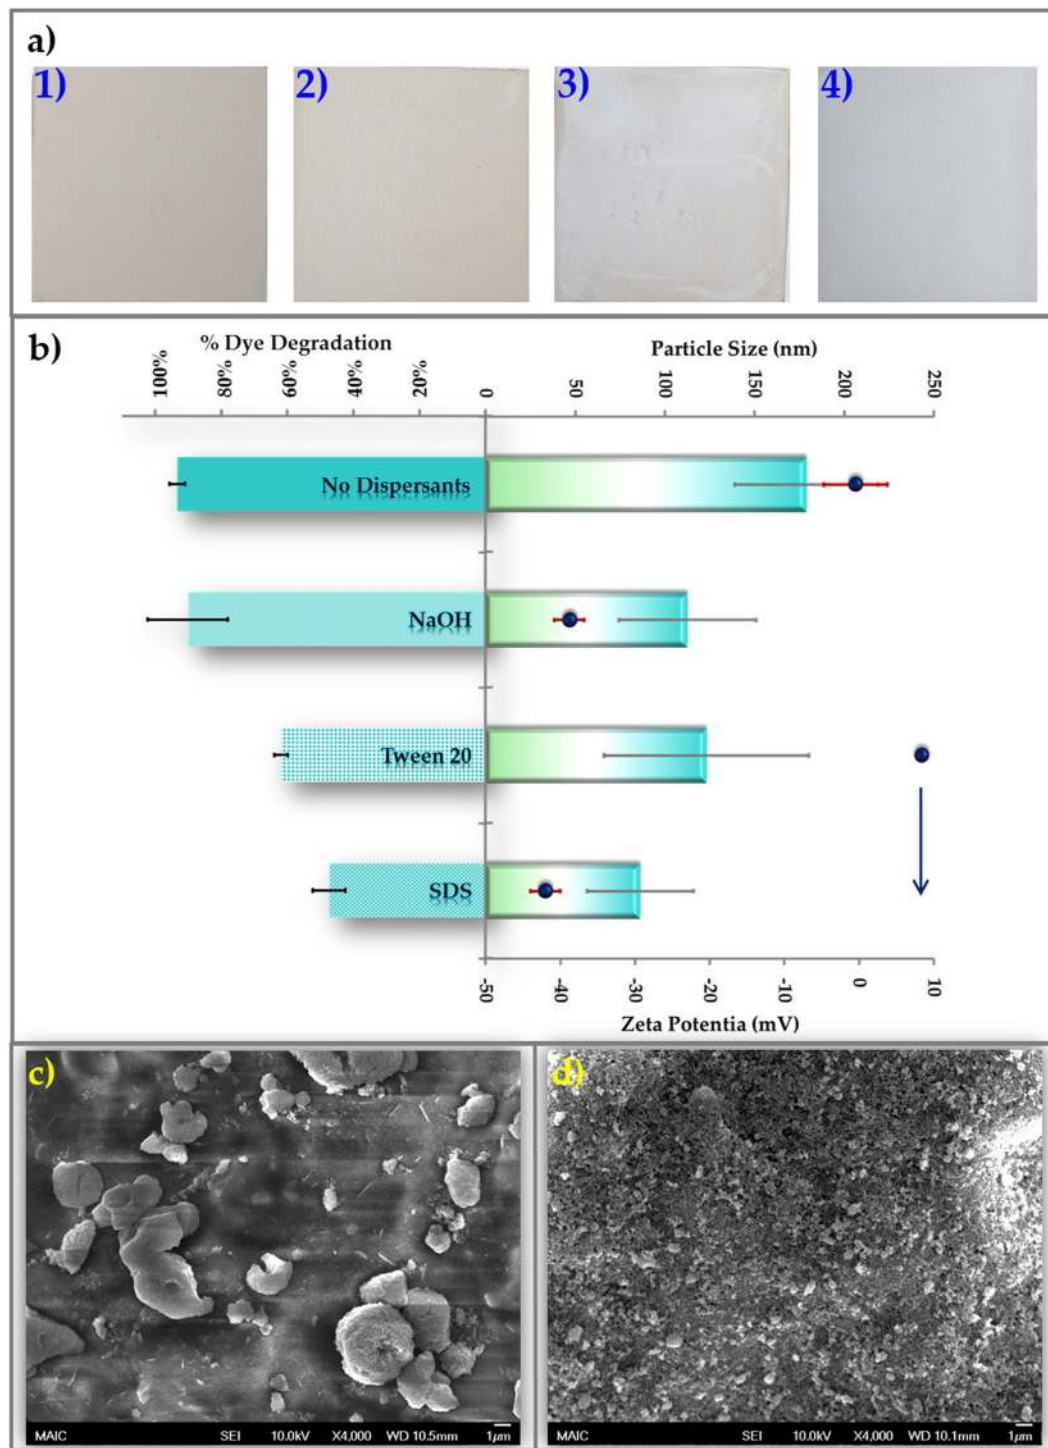 a)
1)
2)
3)
4)
b)
% Dye Degradation
Particle Size (nm)
100%
80%
60%
40%
20%
0
50
100
150
200
250
No Dispersants
NaOH
Tween 20
SDS
-50
-40
-30
-20
-10
0
10
Zeta Potentia (mV)
c)
d)
MAIC SEI 10.0kV X4,000 WD 10.5mm 1µm
MAIC SEI 10.0kV X4,000 WD 10.1mm 1µm